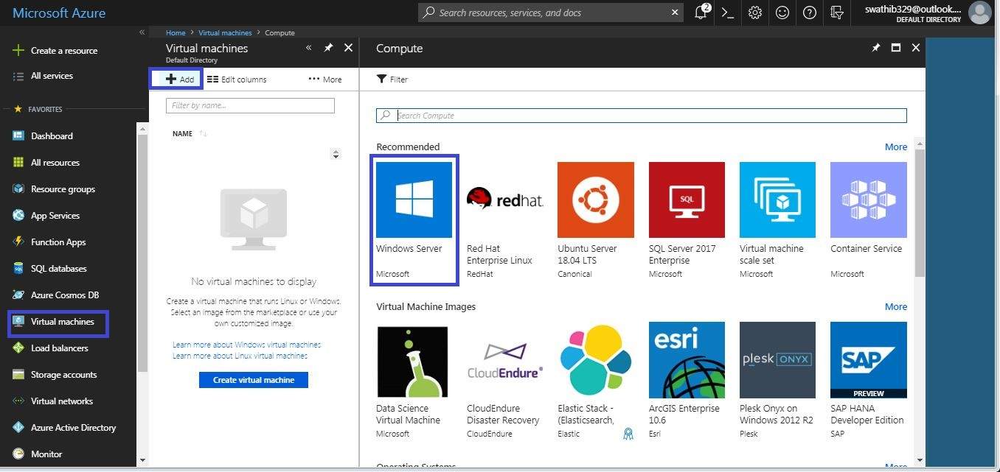 Microsoft Azure
Search resources, services, and docs
2
swathib329@outlook....
DEFAULT DIRECTORY
Create a resource
All services
FAVORITES
Dashboard
All resources
Resource groups
App Services
Function Apps
SQL databases
Azure Cosmos DB
Virtual machines
Load balancers
Storage accounts
Virtual networks
Azure Active Directory
Monitor
Home > Virtual machines > Compute
Virtual machines
Default Directory
Add
Edit columns
More
Filter by name...
NAME
No virtual machines to display
Create a virtual machine that runs Linux or Windows.
Select an image from the marketplace or use your
own customized image.
Learn more about Windows virtual machines
Learn more about Linux virtual machines
Create virtual machine
Compute
Filter
Search Compute
Recommended
More
Windows Server
Microsoft
redhat.
Red Hat
Enterprise Linux
RedHat
Ubuntu Server
18.04 LTS
Canonical
SQL
SQL Server 2017
Enterprise
Microsoft
Virtual machine
scale set
Microsoft
Container Service
Microsoft
Virtual Machine Images
More
Data Science
Virtual Machine
Microsoft
CloudEndure
CloudEndure
Disaster Recovery
CloudEndure
Elastic Stack -
(Elasticsearch,
Elastic
esri
ArcGIS Enterprise
10.6
Esri
plesk ONYX
Plesk Onyx on
Windows 2012 R2
Plesk
SAP
PREVIEW
SAP HANA
Developer Edition
SAP
Operating Systems
More